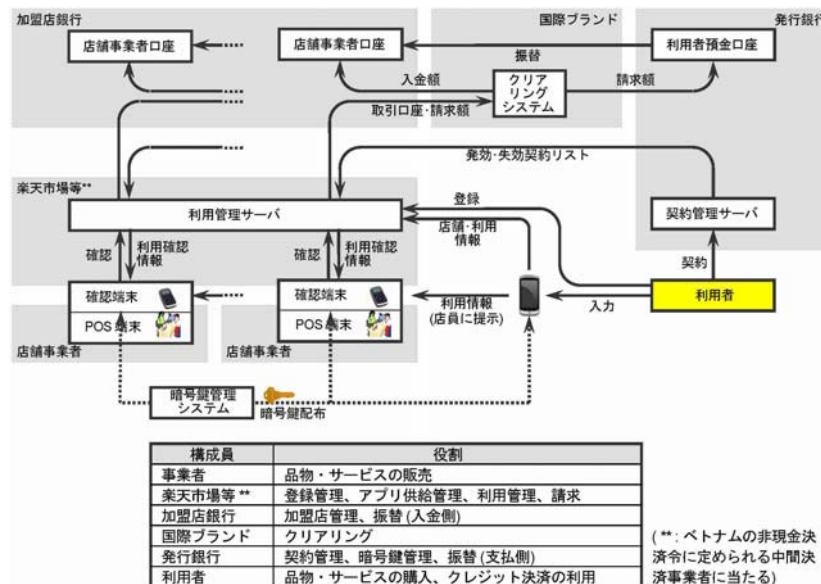 加盟店銀行
国際ブランド
発行銀行
店舗事業者口座
店舗事業者口座
利用者預金口座
振替
入金額
クリア
リング
システム
請求額
取引口座・請求額
発効・失効契約リスト
楽天市場等**
登録
利用管理サーバ
店舗・利用
情報
契約管理サーバ
確認
利用確認
情報
確認
利用確認
情報
契約
確認端末
確認端末
利用情報
(店員に提示)
入力
利用者
POS 端末
POS 端末
店舗事業者
店舗事業者
暗号鍵管理
システム
暗号鍵配布
構成員 役割
事業者 品物・サービスの販売
楽天市場等 ** 登録管理、アプリ供給管理、利用管理、請求
加盟店銀行 加盟店管理、振替 (入金側)
国際ブランド クリアリング
発行銀行 契約管理、暗号鍵管理、振替 (支払側)
利用者 品物・サービスの購入、クレジット決済の利用
( **: ベトナムの非現金決
済令に定められる中間決
済事業者に当たる)